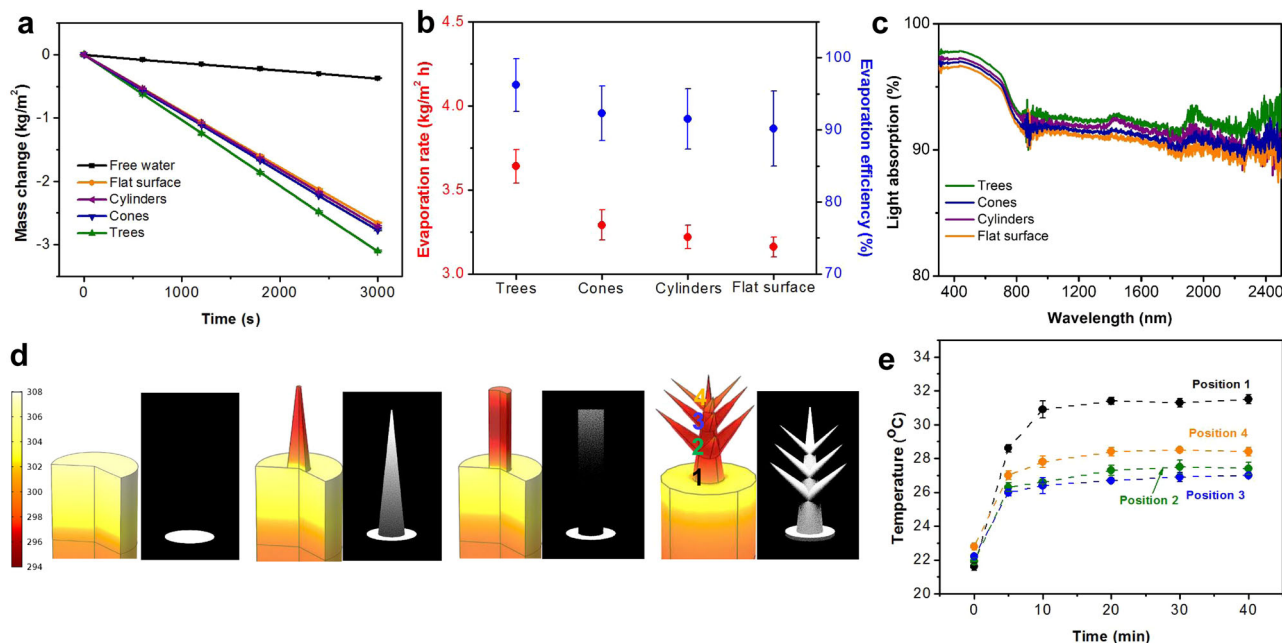 a
0
-1
-2
-3
Mass change (kg/m²)
Free water
Flat surface
Cylinders
Cones
Trees
0 1000 2000 3000
Time (s)
b
4.5
4.0
3.5
3.0
Evaporation rate (kg/m² h)
100
90
80
70
Evaporation efficiency
(%)
Trees Cones Cylinders Flat surface
c
100
90
80
Light absorption (%)
Trees
Cones
Cylinders
Flat surface
400 800 1200 1600 2000 2400
Wavelength (nm)
d
308
306
304
302
300
298
296
294
4
3
2
1
e
34
32
30
28
26
24
22
20
Temperature (°C)
Position 1
Position 4
Position 2
Position 3
0 10 20 30 40
Time (min)